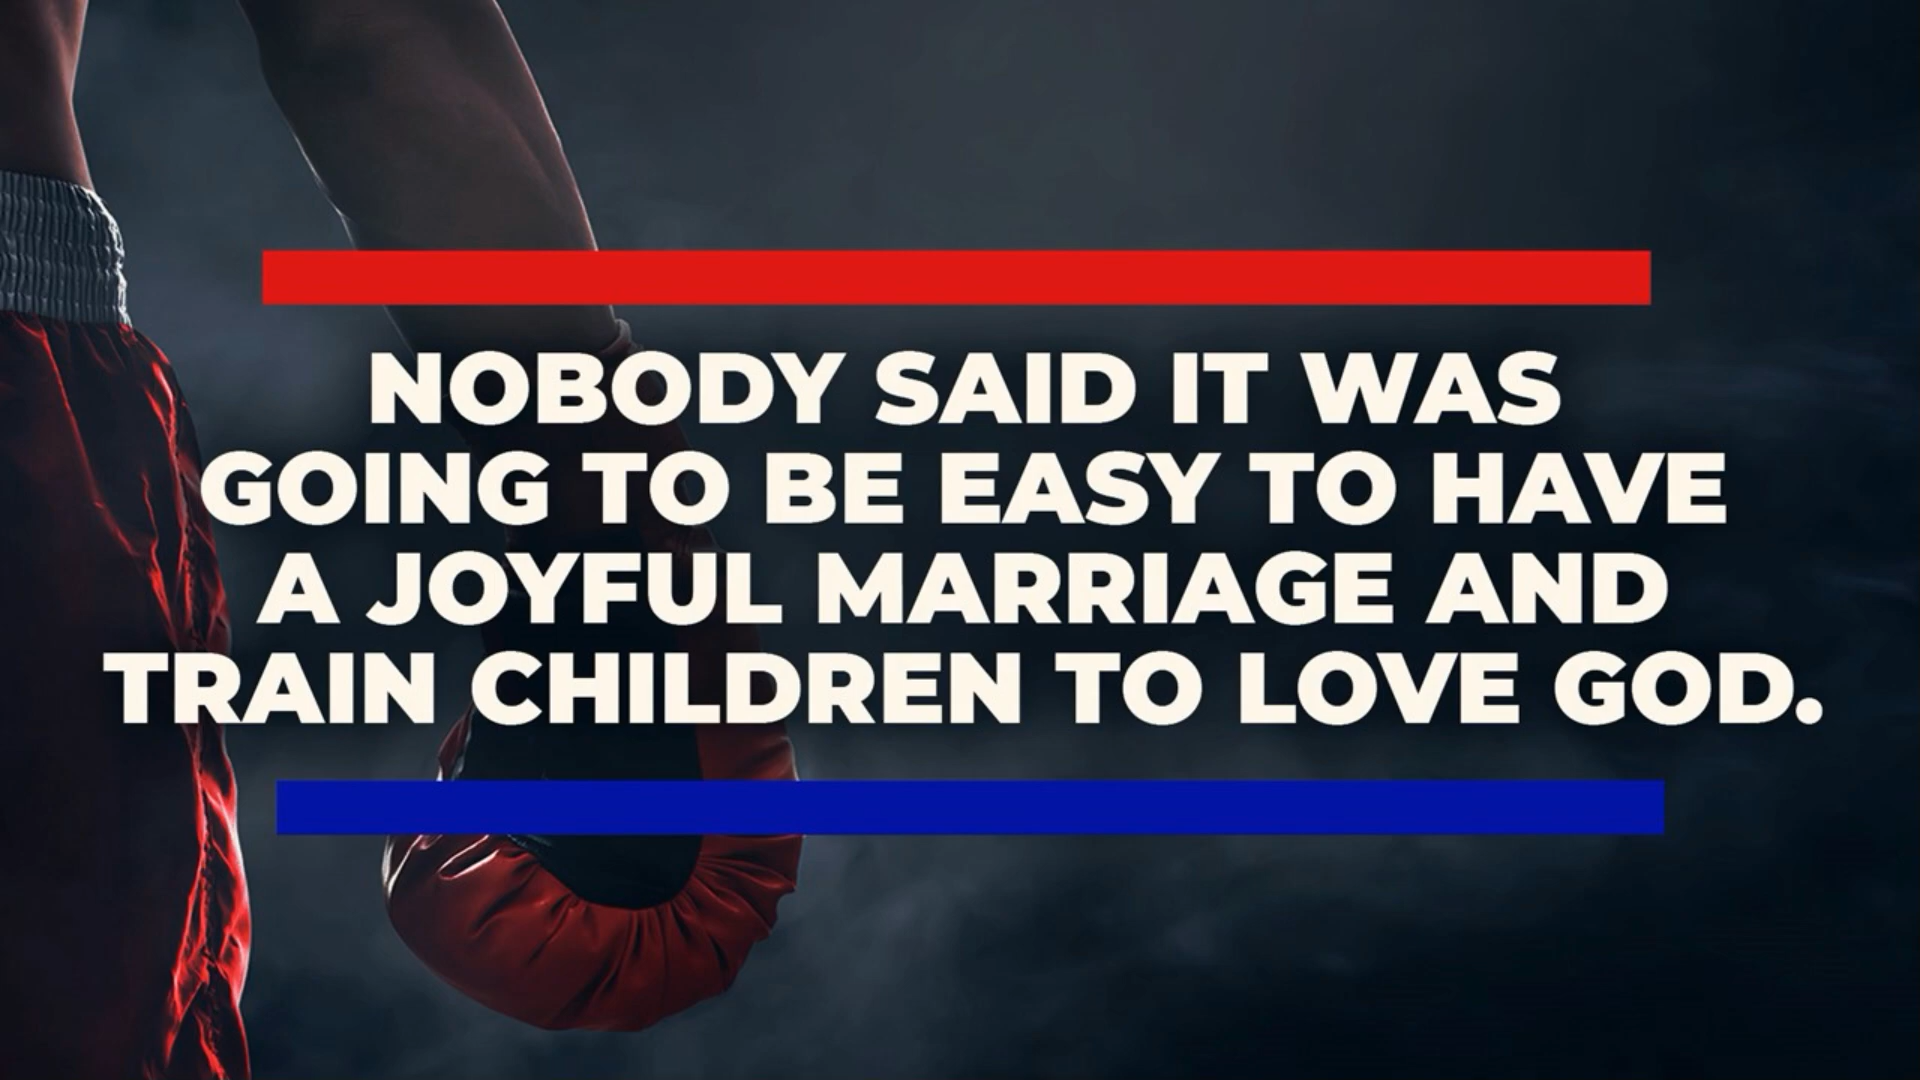 NOBODY SAID IT WAS
GOING TO BE EASY TO HAVE
A JOYFUL MARRIAGE AND
TRAIN CHILDREN TO LOVE GOD.